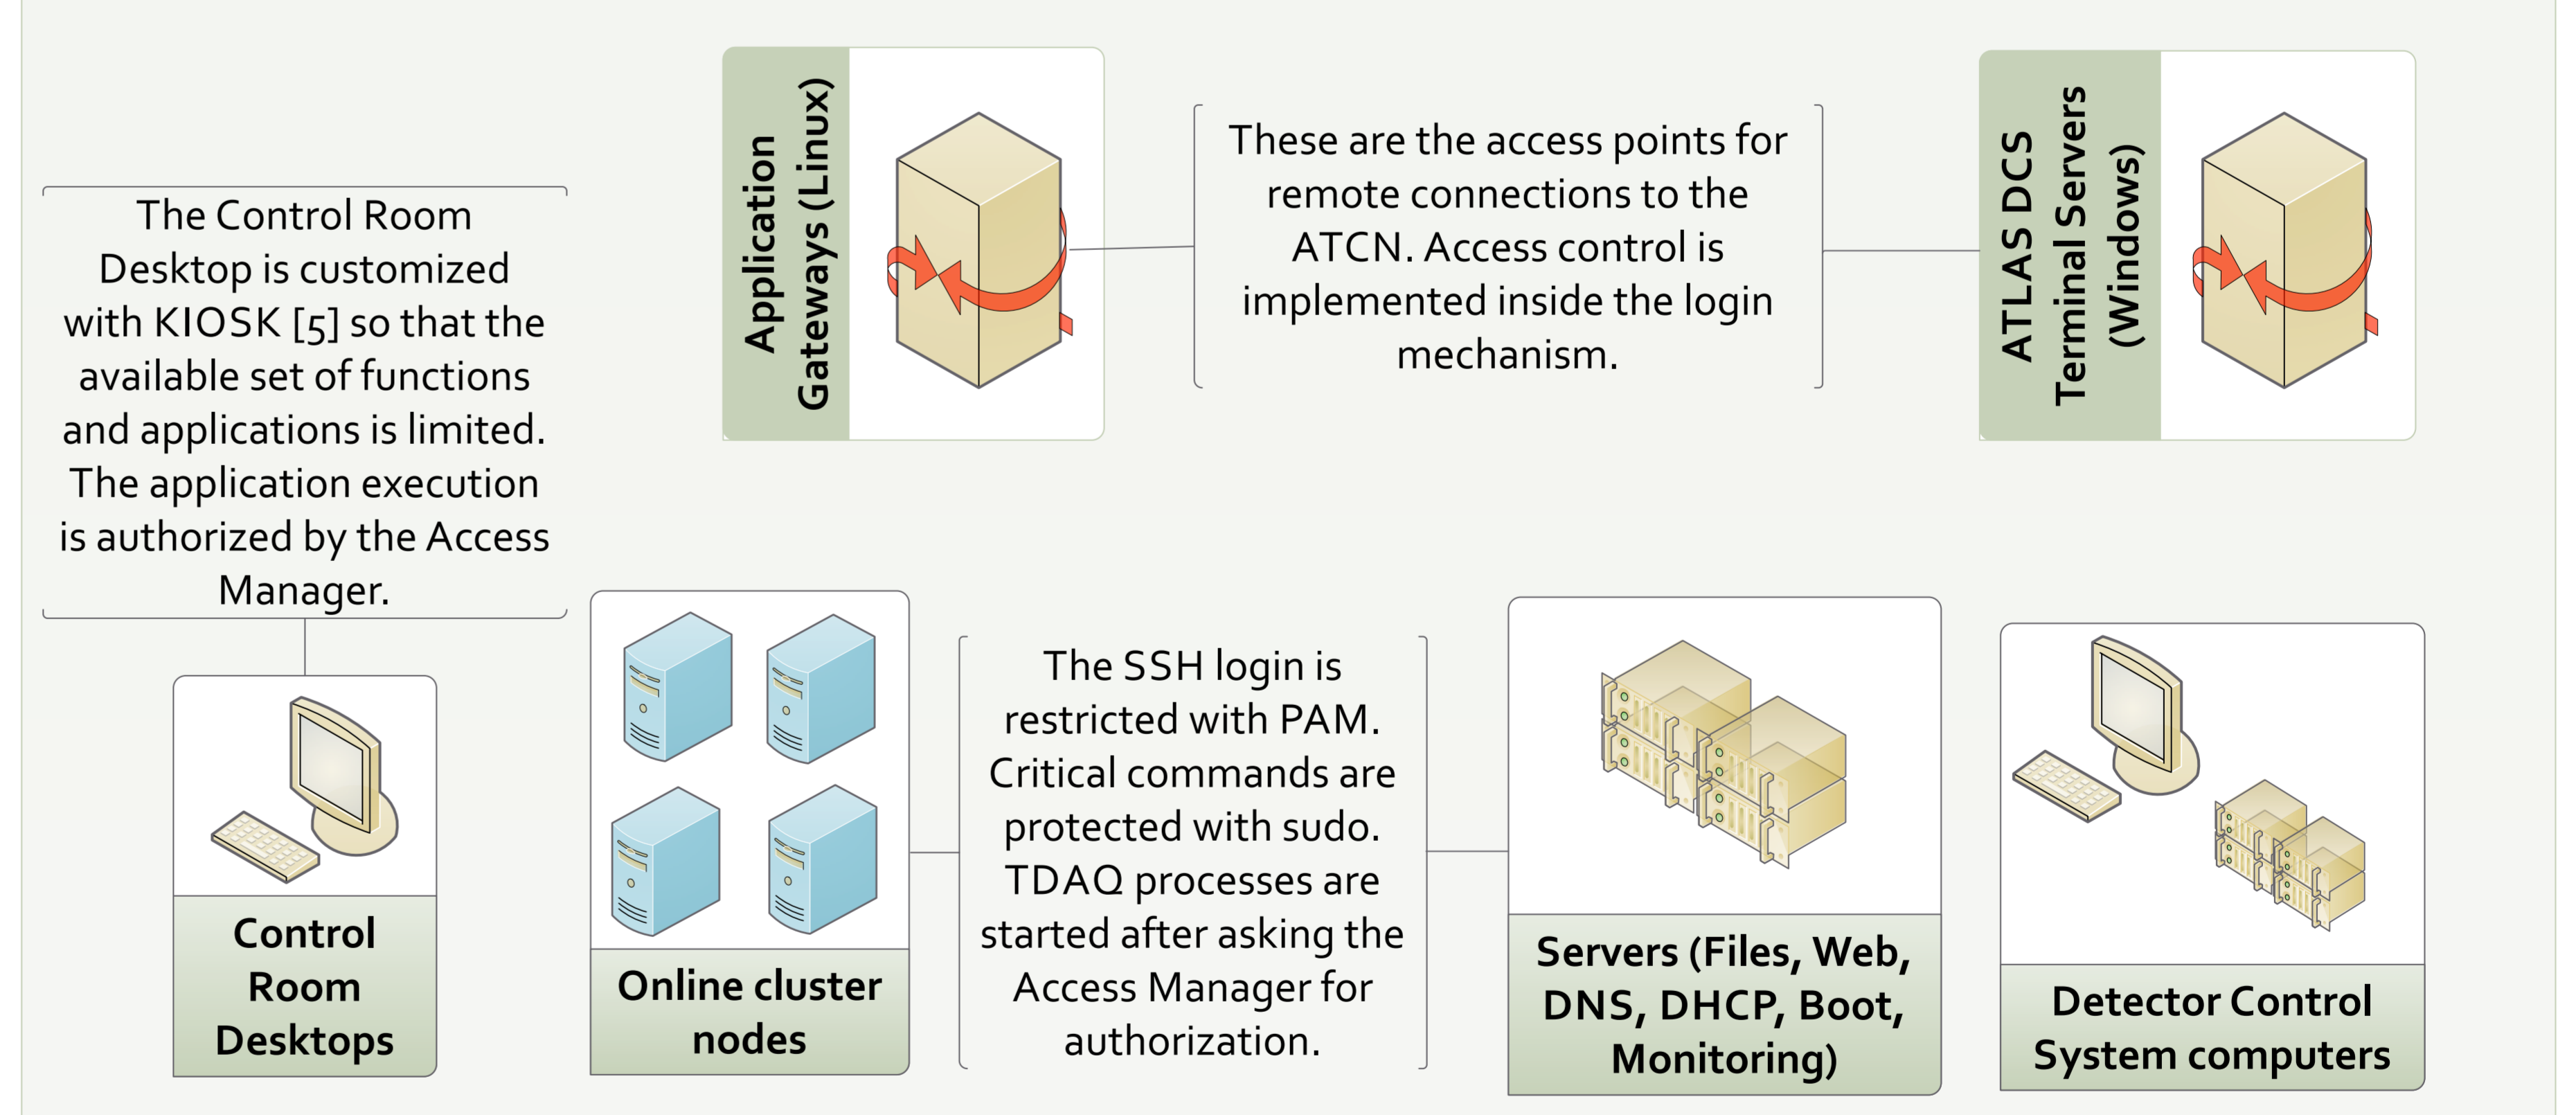 Application
Gateways (Linux)
These are the access points for
remote connections to the
ATCN. Access control is
implemented inside the login
mechanism.
ATLAS DCS
Terminal Servers
(Windows)
The Control Room
Desktop is customized
with KIOSK [5] so that the
available set of functions
and applications is limited.
The application execution
is authorized by the Access
Manager.
Control
Room
Desktops
Online cluster
nodes
The SSH login is
restricted with PAM.
Critical commands are
protected with sudo.
TDAQ processes are
started after asking the
Access Manager for
authorization.
Servers (Files, Web,
DNS, DHCP, Boot,
Monitoring)
Detector Control
System computers